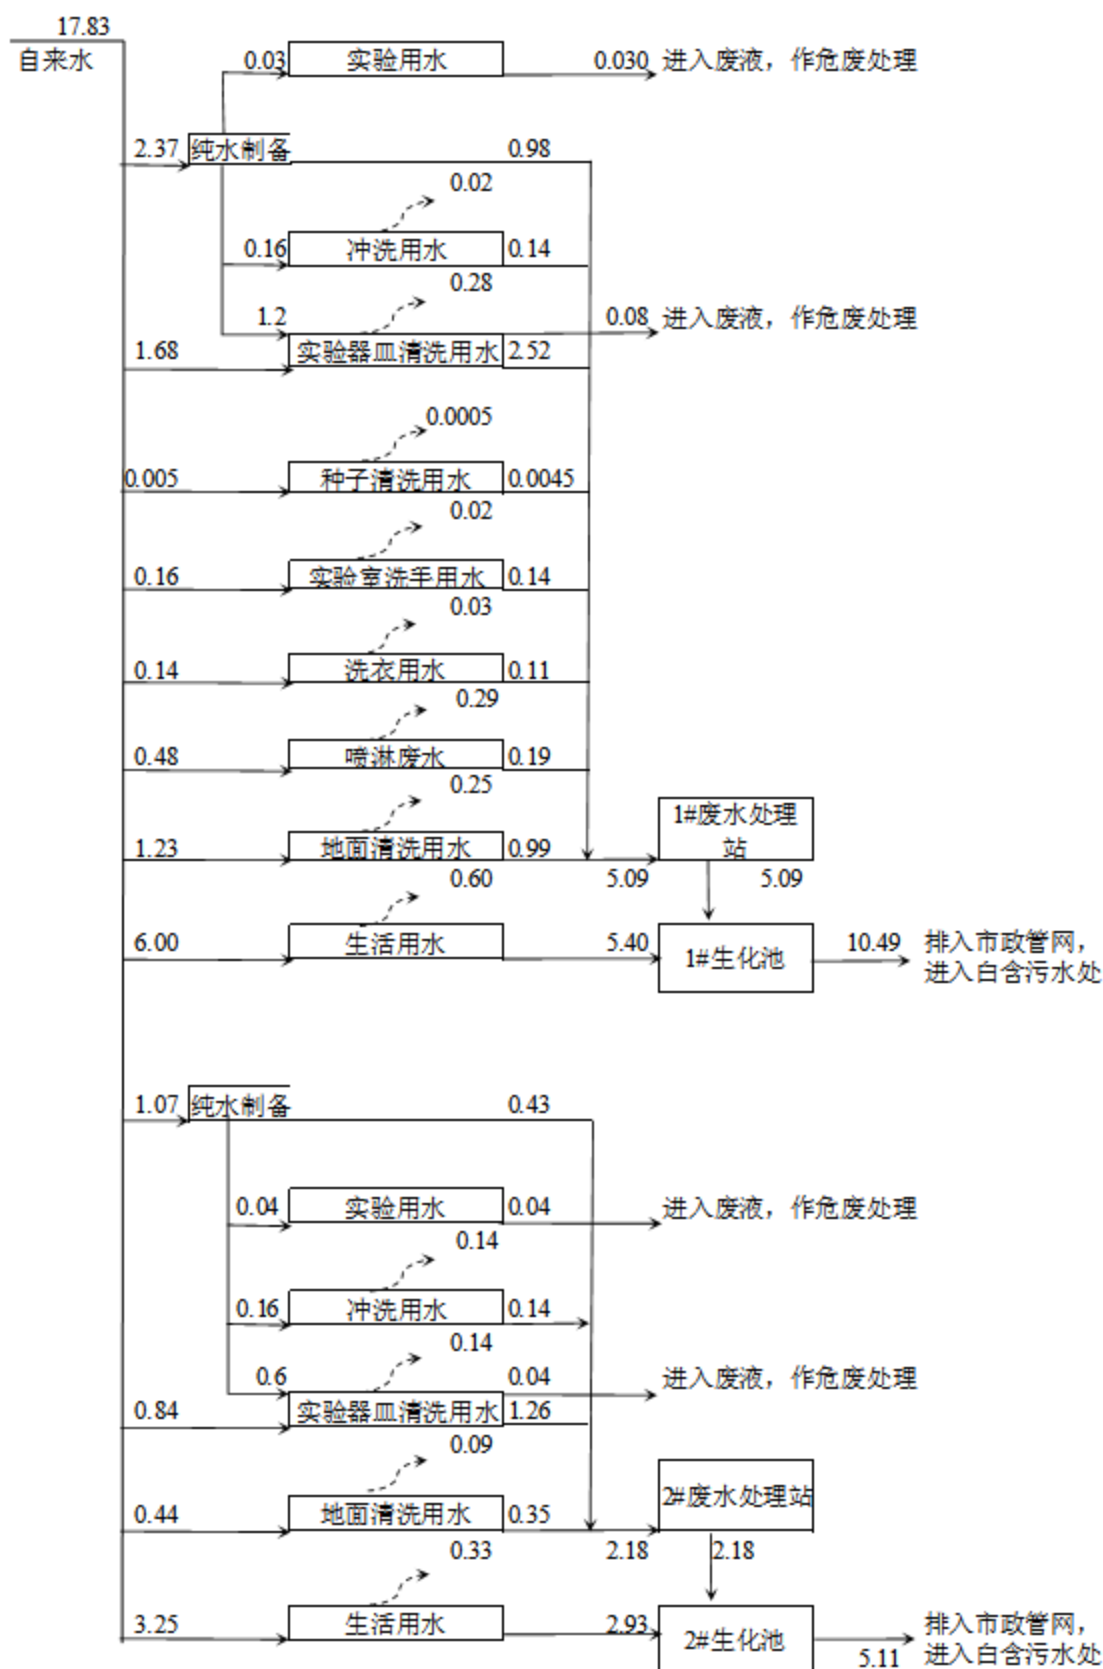 17.83
自来水
0.03 实验用水 0.030 进入废液，作危废处理
2.37 纯水制备 0.98
0.02
0.16 冲洗用水 0.14
0.28
1.2 0.08 进入废液，作危废处理
1.68 实验器皿清洗用水 2.52
0.0005
0.005 种子清洗用水 0.0045
0.02
0.16 实验室洗手用水 0.14
0.03
0.14 洗衣用水 0.11
0.29
0.48 喷淋废水 0.19
0.25
1#废水处理
站
1.23 地面清洗用水 0.99
5.09 5.09
0.60
6.00 生活用水 5.40 1#生化池 10.49 排入市政管网，
进入白含污水处
1.07 纯水制备 0.43
0.04 实验用水 0.04 进入废液，作危废处理
0.14
0.16 冲洗用水 0.14
0.14
0.6 0.04 进入废液，作危废处理
0.84 实验器皿清洗用水 1.26
0.09
2#废水处理站
0.44 地面清洗用水 0.35
2.18 2.18
0.33
3.25 生活用水 2.93 2#生化池 5.11 排入市政管网，
进入白含污水处